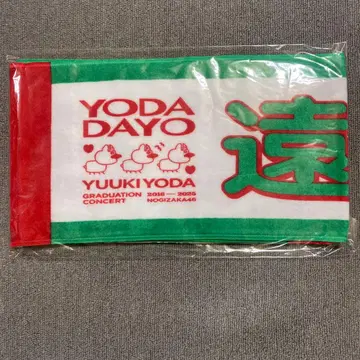 YODA
DAYO
YUUKI YODA
GRADUATION 2016 — 2025
CONCERT NOGIZAKA46
遠